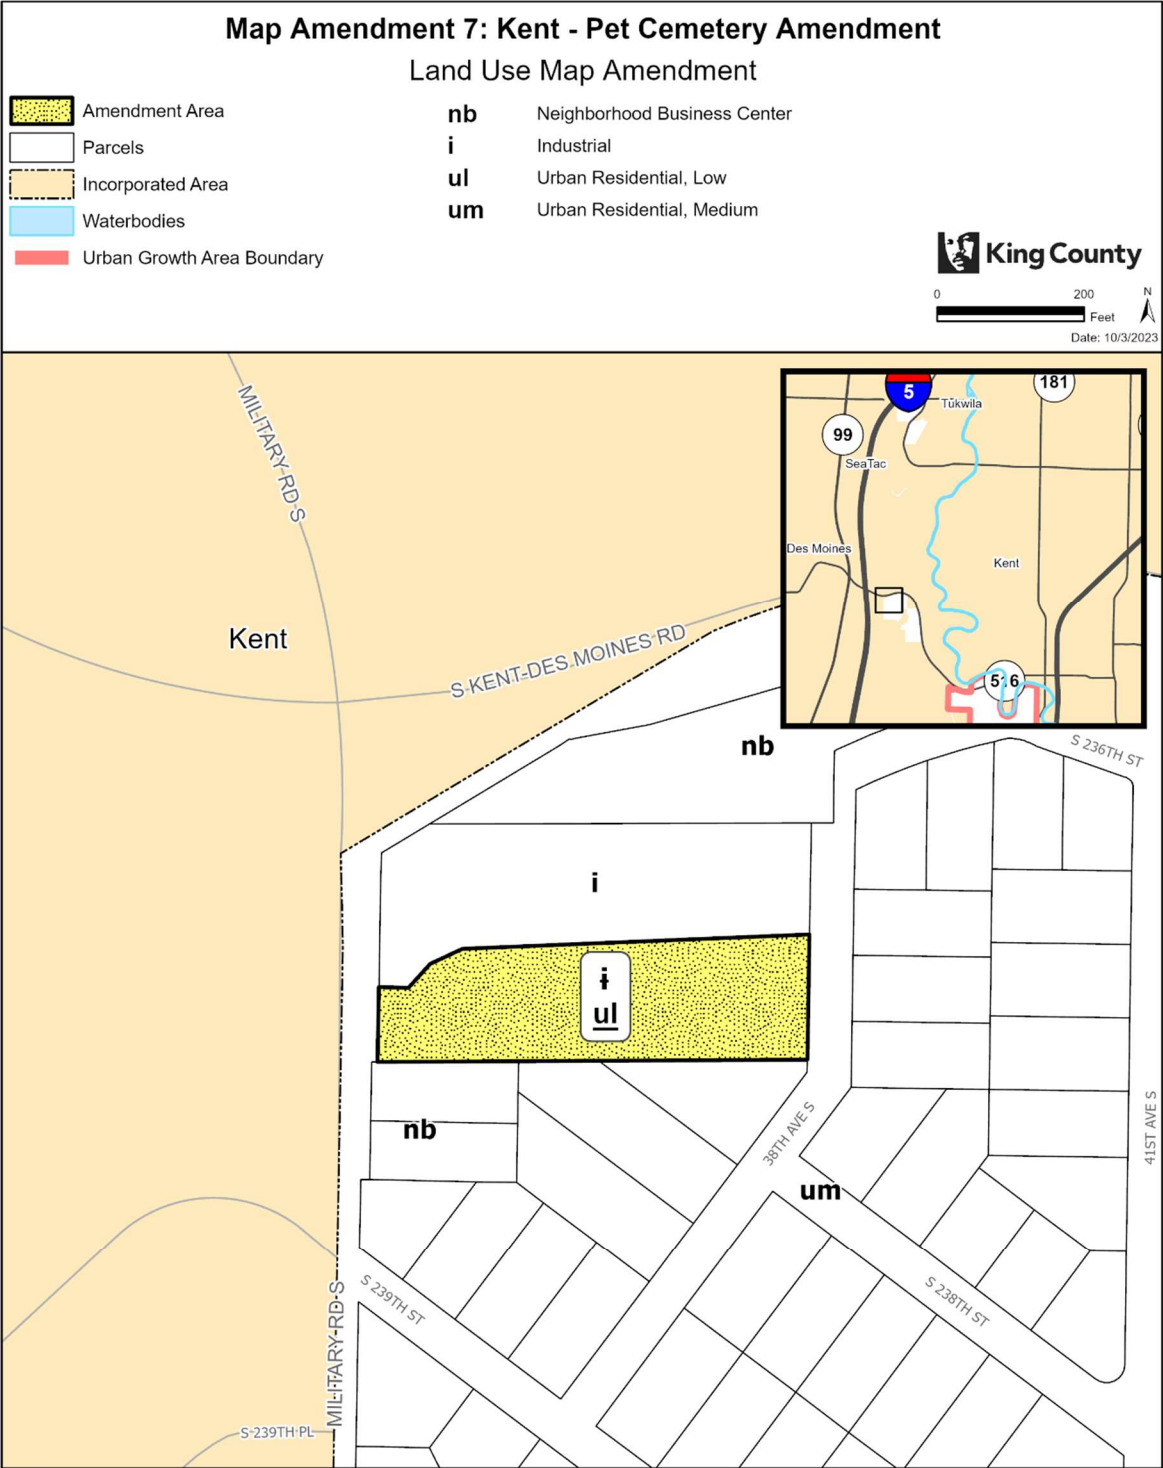 Map Amendment 7: Kent - Pet Cemetery Amendment
Land Use Map Amendment
Amendment Area
Parcels
Incorporated Area
Waterbodies
Urban Growth Area Boundary
nb Neighborhood Business Center
i Industrial
ul Urban Residential, Low
um Urban Residential, Medium
King County
0 200
Feet
N
Date: 10/3/2023
MILITARY RD S
Kent
S KENT-DES MOINES RD
5
181
Tukwila
99
SeaTac
Des Moines
Kent
516
nb
S 236TH ST
i
i
ul
nb
38TH AVE S
41ST AVE S
um
S 239TH ST
S 238TH ST
MILITARY RD S
S 239TH PL